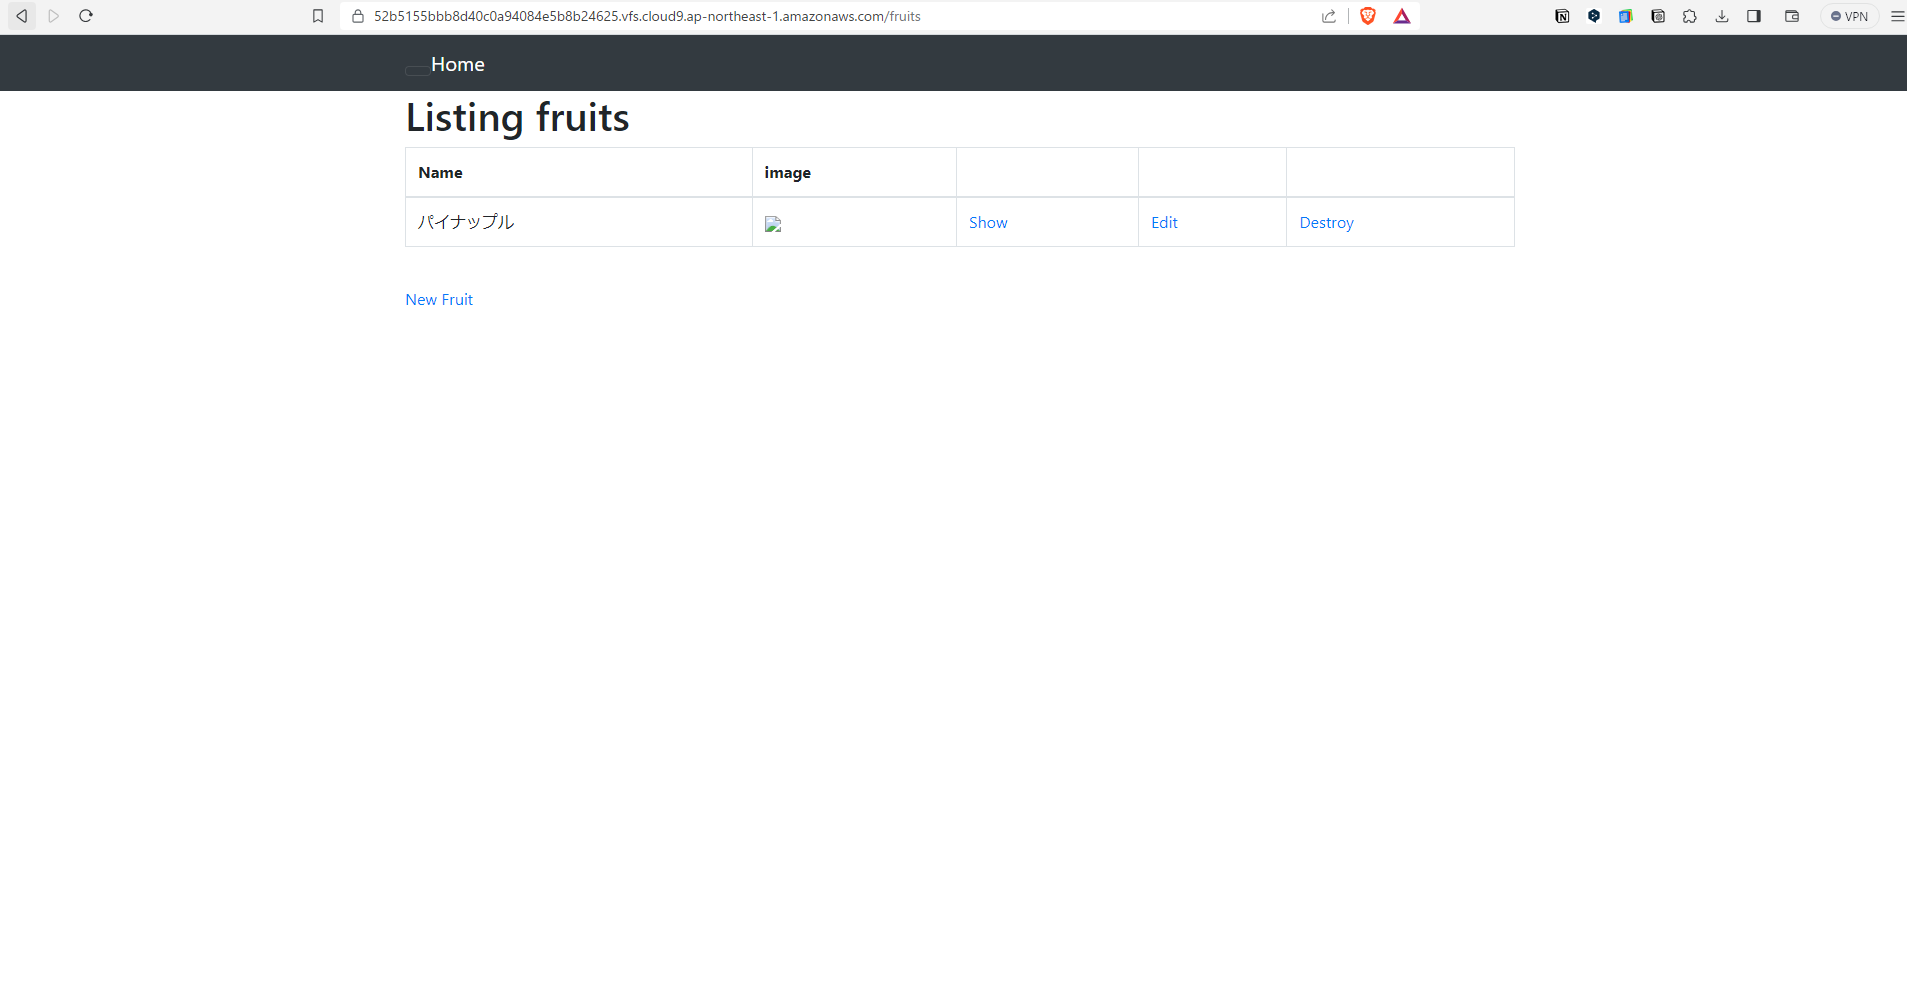 52b5155bbb8d40c0a94084e5b8b24625.vfs.cloud9.ap-northeast-1.amazonaws.com/fruits
VPN
Home
Listing fruits
Name image
パイナップル Show Edit Destroy
New Fruit